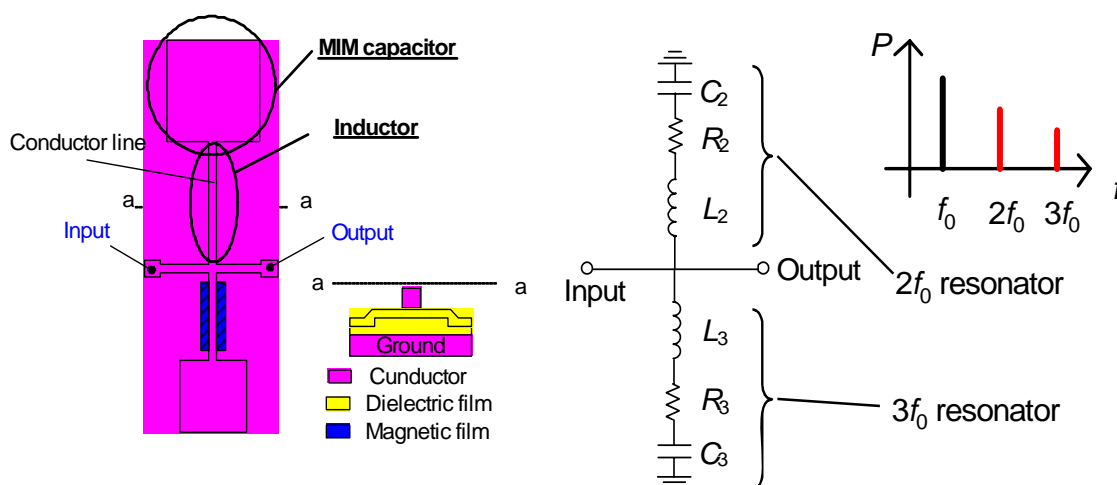 MIM capacitor
Conductor line
Inductor
a
a
Input
Output
a
a
Ground
Cunductor
Dielectric film
Magnetic film
C2
R2
L2
Input
Output
L3
R3
C3
P
f0
2f0
3f0
2f0 resonator
3f0 resonator